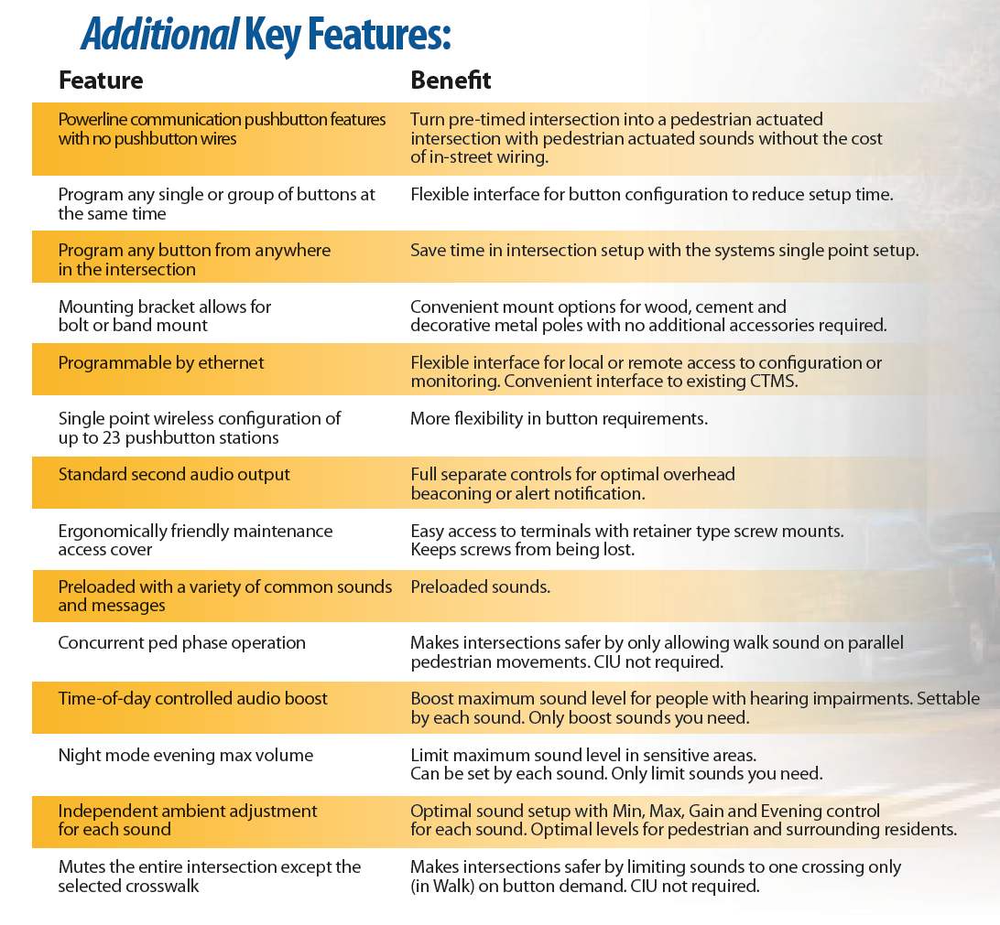 Additional Key Features:
Feature
Benefit
Powerline communication pushbutton features
with no pushbutton wires
Turn pre-timed intersection into a pedestrian actuated
intersection with pedestrian actuated sounds without the cost
of in-street wiring.
Program any single or group of buttons at
the same time
Flexible interface for button configuration to reduce setup time.
Program any button from anywhere
in the intersection
Save time in intersection setup with the systems single point setup.
Mounting bracket allows for
bolt or band mount
Convenient mount options for wood, cement and
decorative metal poles with no additional accessories required.
Programmable by ethernet
Flexible interface for local or remote access to configuration or
monitoring. Convenient interface to existing CTMS.
Single point wireless configuration of
up to 23 pushbutton stations
More flexibility in button requirements.
Standard second audio output
Full separate controls for optimal overhead
beaconing or alert notification.
Ergonomically friendly maintenance
access cover
Easy access to terminals with retainer type screw mounts.
Keeps screws from being lost.
Preloaded with a variety of common sounds
and messages
Preloaded sounds.
Concurrent ped phase operation
Makes intersections safer by only allowing walk sound on parallel
pedestrian movements. CIU not required.
Time-of-day controlled audio boost
Boost maximum sound level for people with hearing impairments. Settable
by each sound. Only boost sounds you need.
Night mode evening max volume
Limit maximum sound level in sensitive areas.
Can be set by each sound. Only limit sounds you need.
Independent ambient adjustment
for each sound
Optimal sound setup with Min, Max, Gain and Evening control
for each sound. Optimal levels for pedestrian and surrounding residents.
Mutes the entire intersection except the
selected crosswalk
Makes intersections safer by limiting sounds to one crossing only
(in Walk) on button demand. CIU not required.